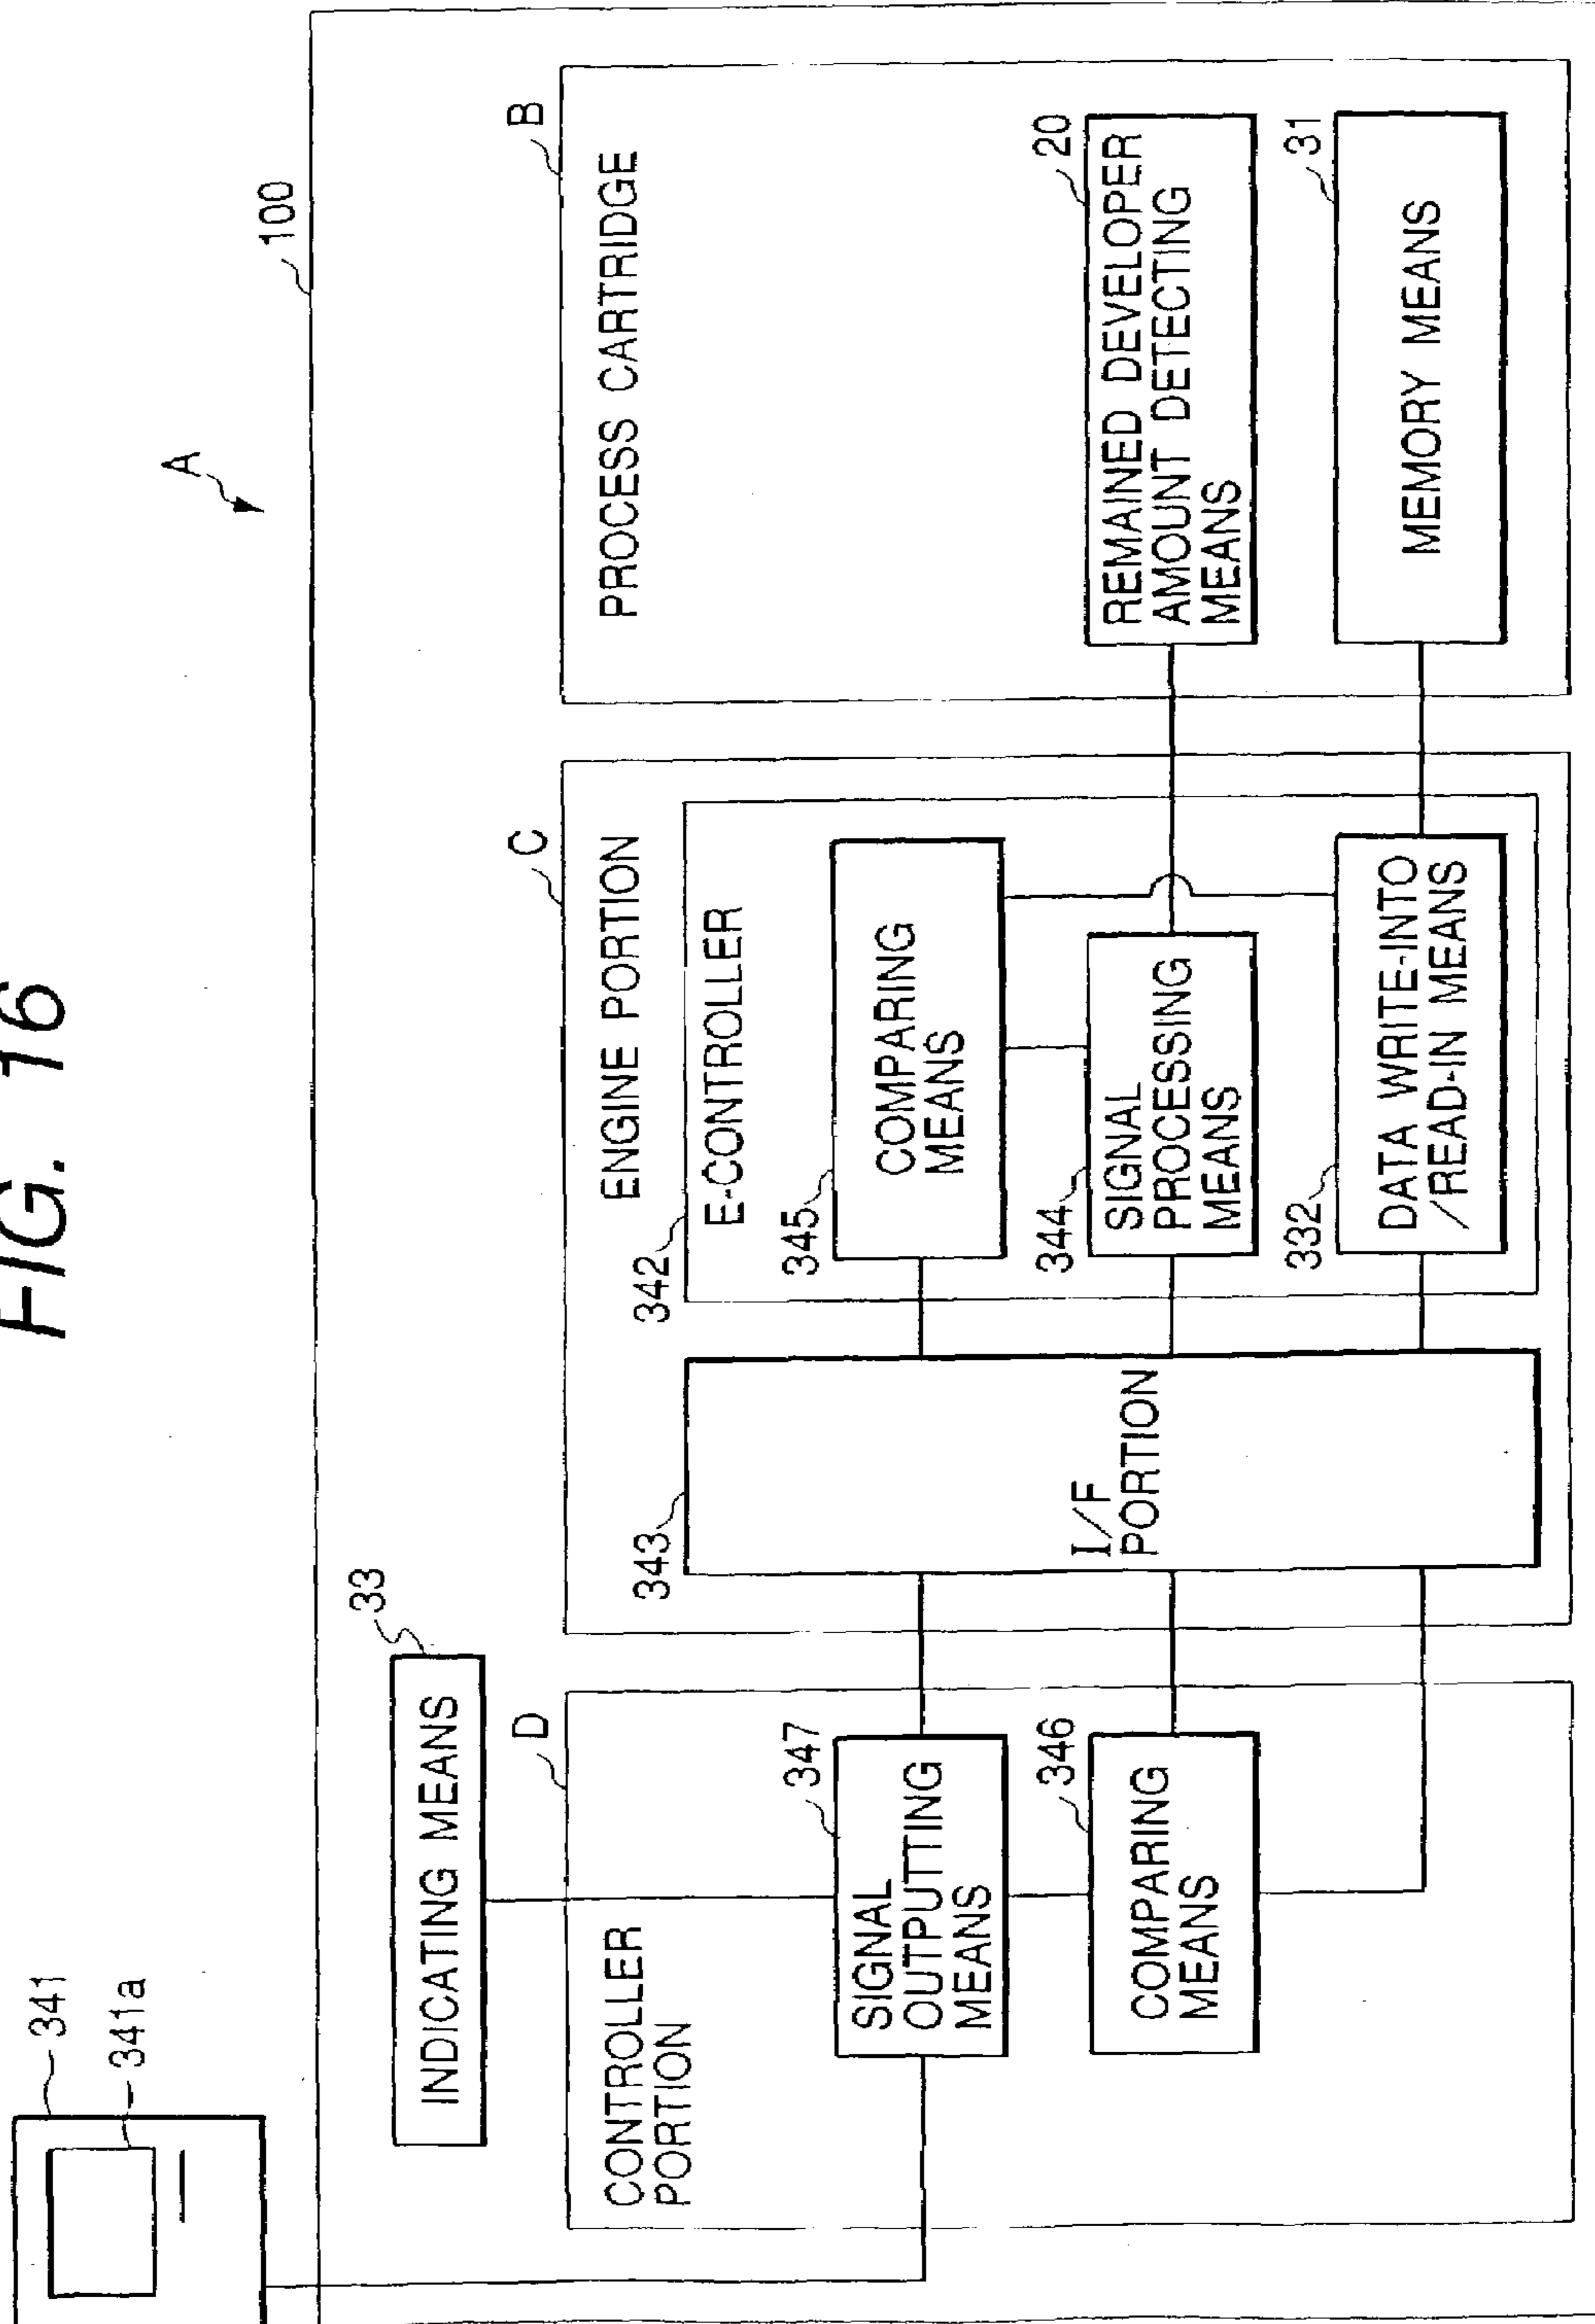 FIG. 16
A
100
341
341a
33
INDICATING MEANS
D
CONTROLLER
PORTION
347
SIGNAL
OUTPUTTING
MEANS
346
COMPARING
MEANS
C
ENGINE PORTION
343
I/F
PORTION
342
E-CONTROLLER
345
COMPARING
MEANS
344
SIGNAL
PROCESSING
MEANS
332
DATA WRITE-INTO
/READ-IN MEANS
B
PROCESS CARTRIDGE
20
REMAINED DEVELOPER
AMOUNT DETECTING
MEANS
31
MEMORY MEANS